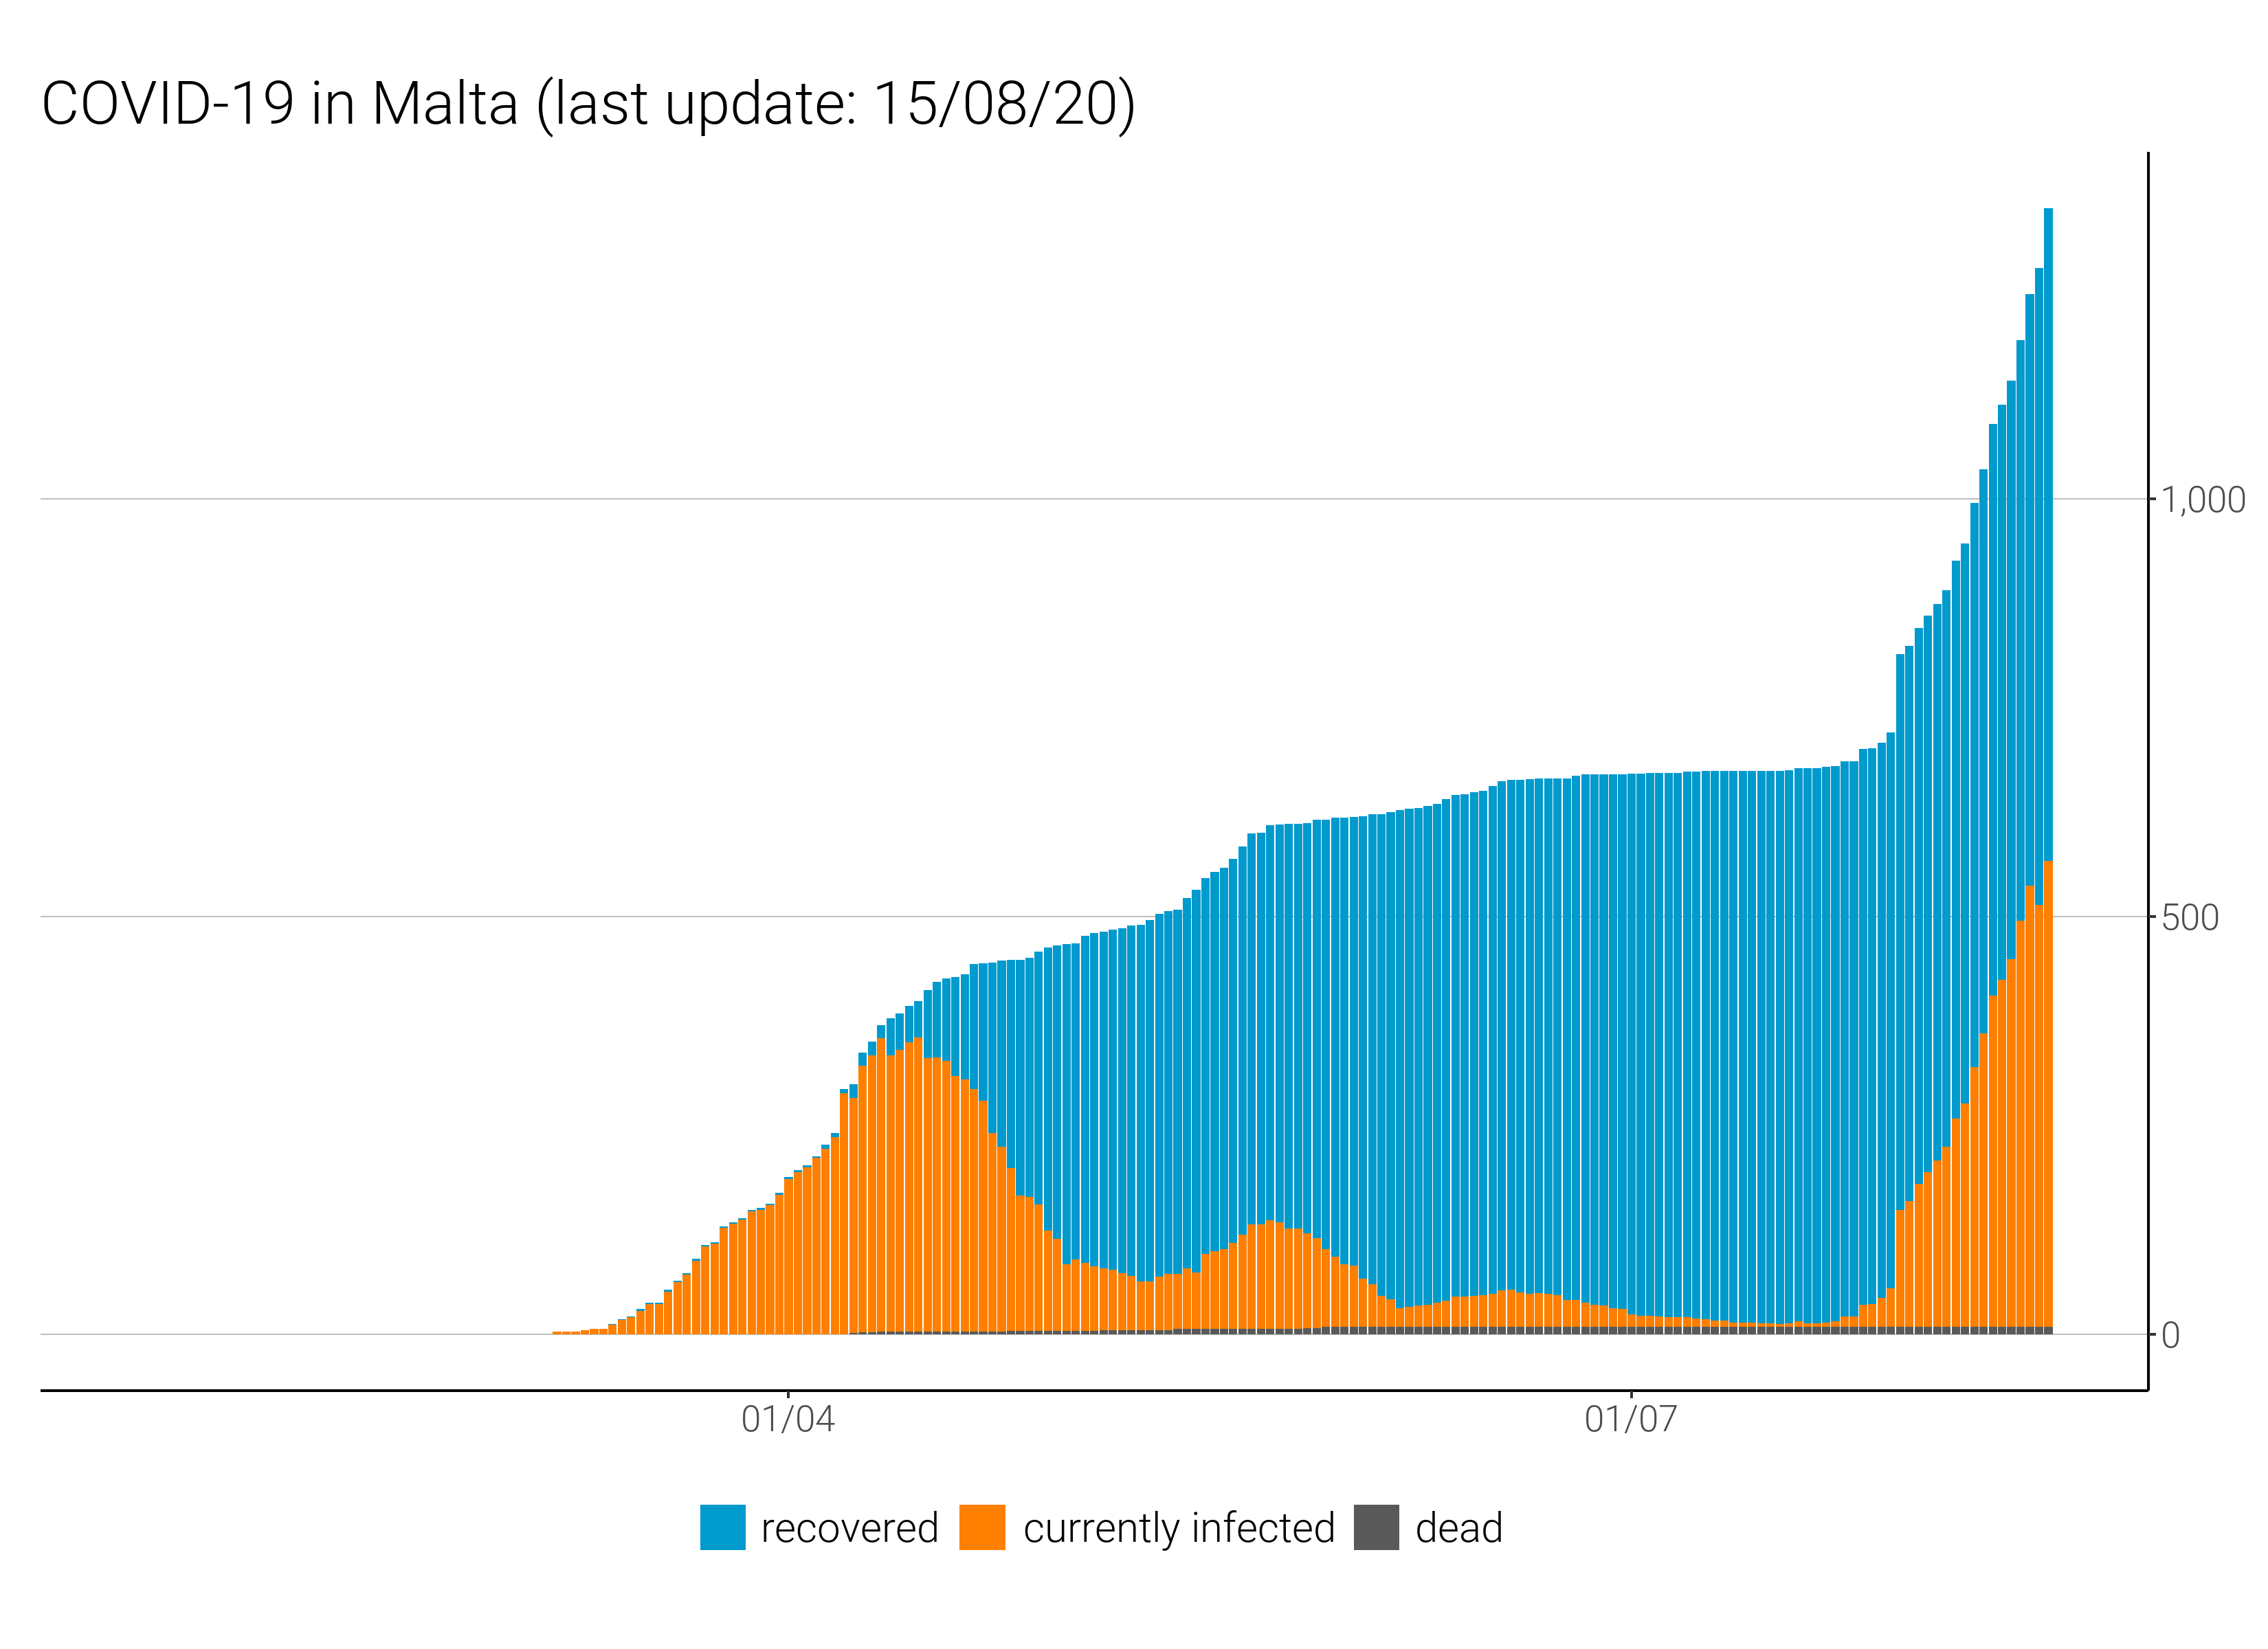 COVID-19 in Malta (last update: 15/08/20)
1,000
500
0
01/04 01/07
recovered currently infected dead